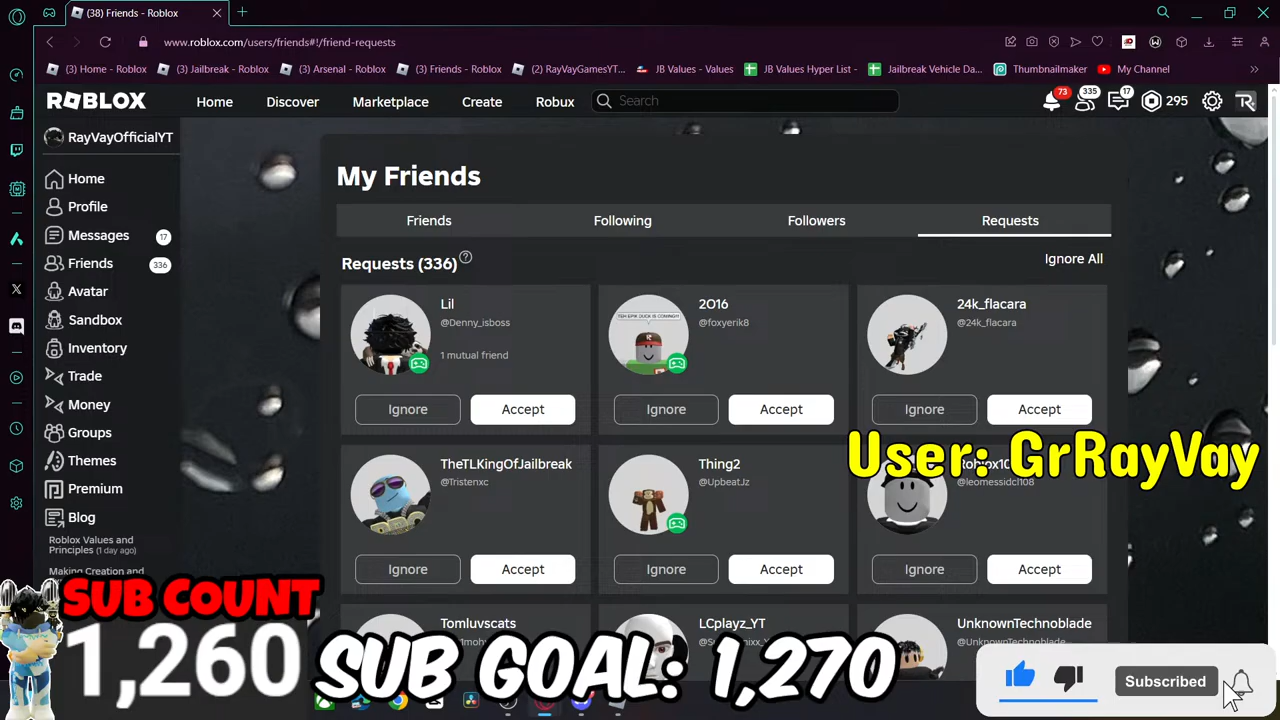 (38) Friends - Roblox
www.roblox.com/users/friends#!/friend-requests
(3) Home - Roblox
(3) Jailbreak - Roblox
(3) Arsenal - Roblox
(3) Friends - Roblox
(2) RayVayGamesYT...
JB Values - Values
JB Values Hyper List -
Jailbreak Vehicle Da...
Thumbnailmaker
My Channel
ROBLOX
Home
Discover
Marketplace
Create
Robux
Search
73
335
17
295
RayVayOfficialYT
Home
Profile
Messages
17
Friends
336
Avatar
Sandbox
Inventory
Trade
Money
Groups
Themes
Premium
Blog
Roblox Values and
Principles (1 day ago)
Making Creation and
My Friends
Friends
Following
Followers
Requests
Requests (336)
Ignore All
Lil
@Denny_isboss
1 mutual friend
Ignore
Accept
TEH EPIK DUCK IS COMING!!!
2O16
@foxyerik8
Ignore
Accept
24k_flacara
@24k_flacara
Ignore
Accept
User: GrRayVay
TheTLKingOfJailbreak
@Tristenxc
Ignore
Accept
Thing2
@UpbeatJz
Ignore
Accept
@leomessidcl108
Ignore
Accept
Tomluvscats
LCplayz_YT
UnknownTechnoblade
SUB COUNT
1,260
SUB GOAL: 1,270
Subscribed